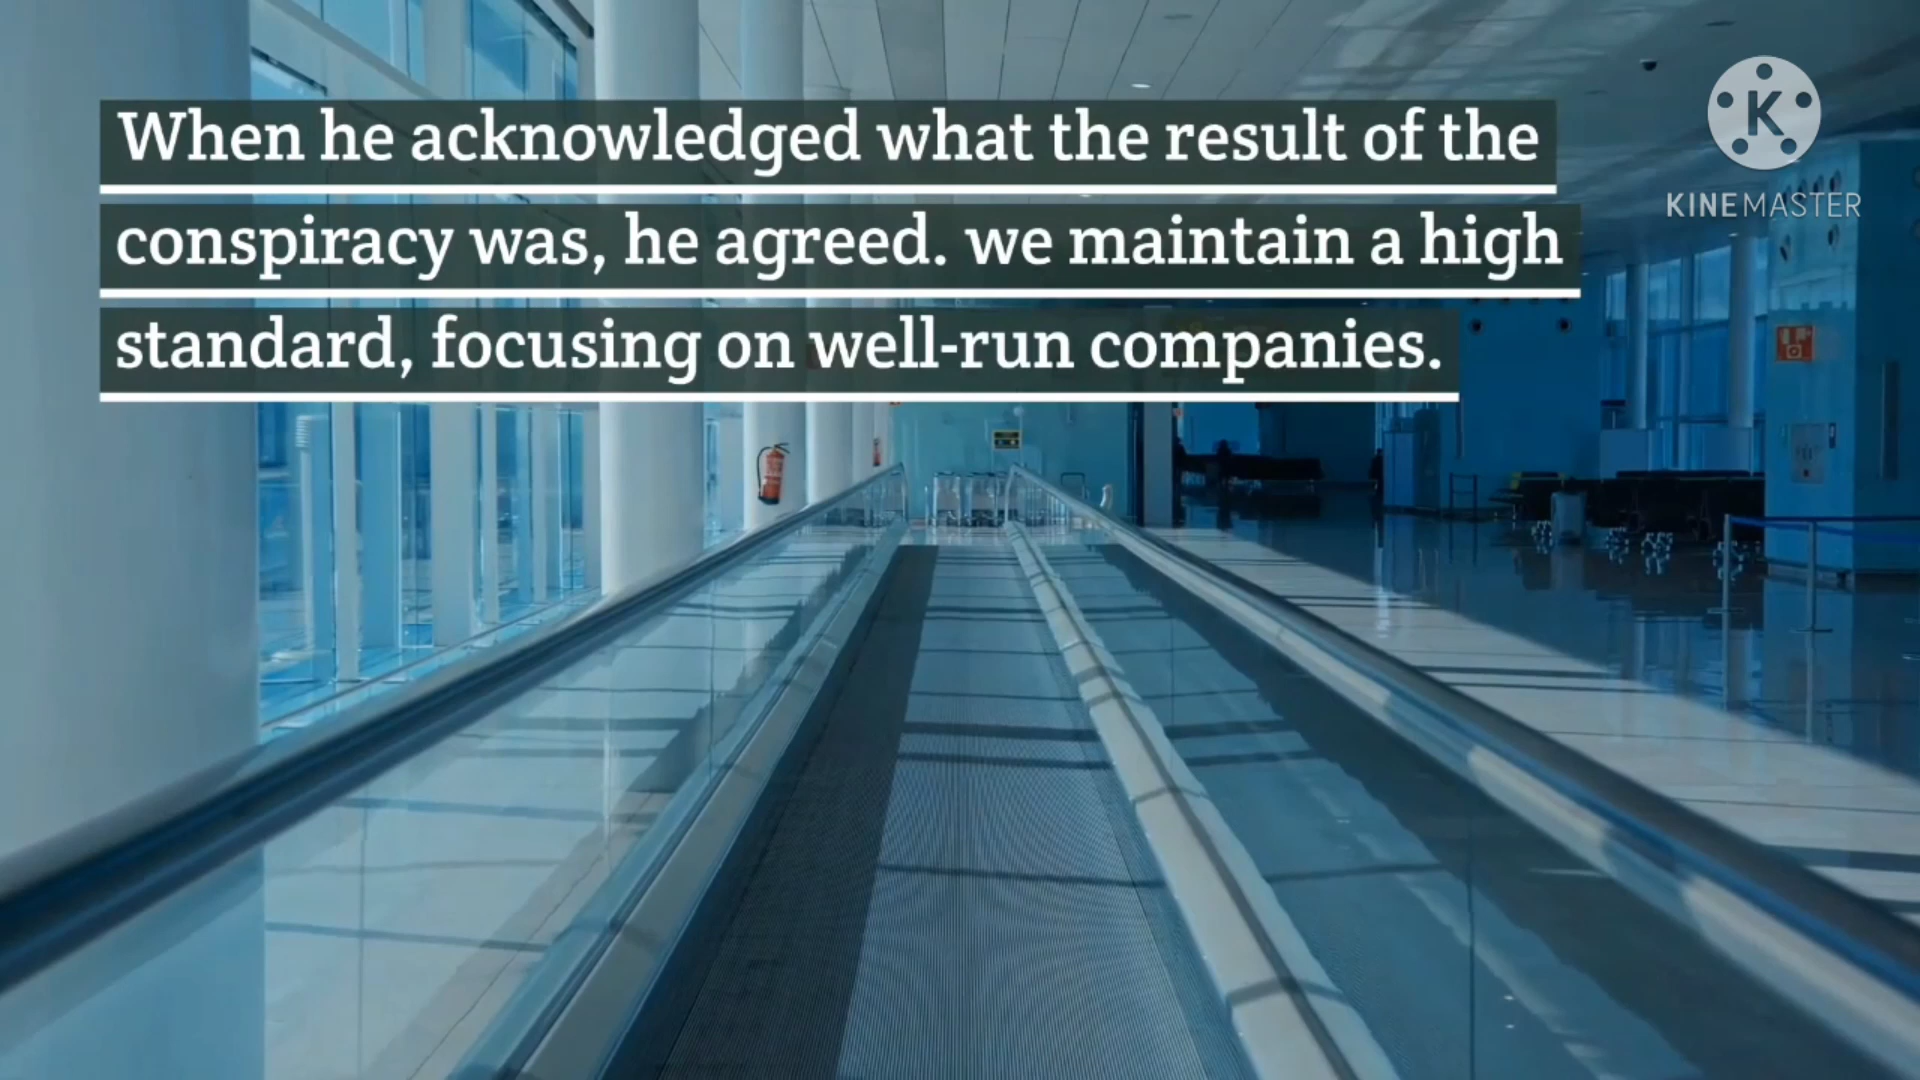 When he acknowledged what the result of the
conspiracy was, he agreed. we maintain a high
standard, focusing on well-run companies.
K
KINEMASTER